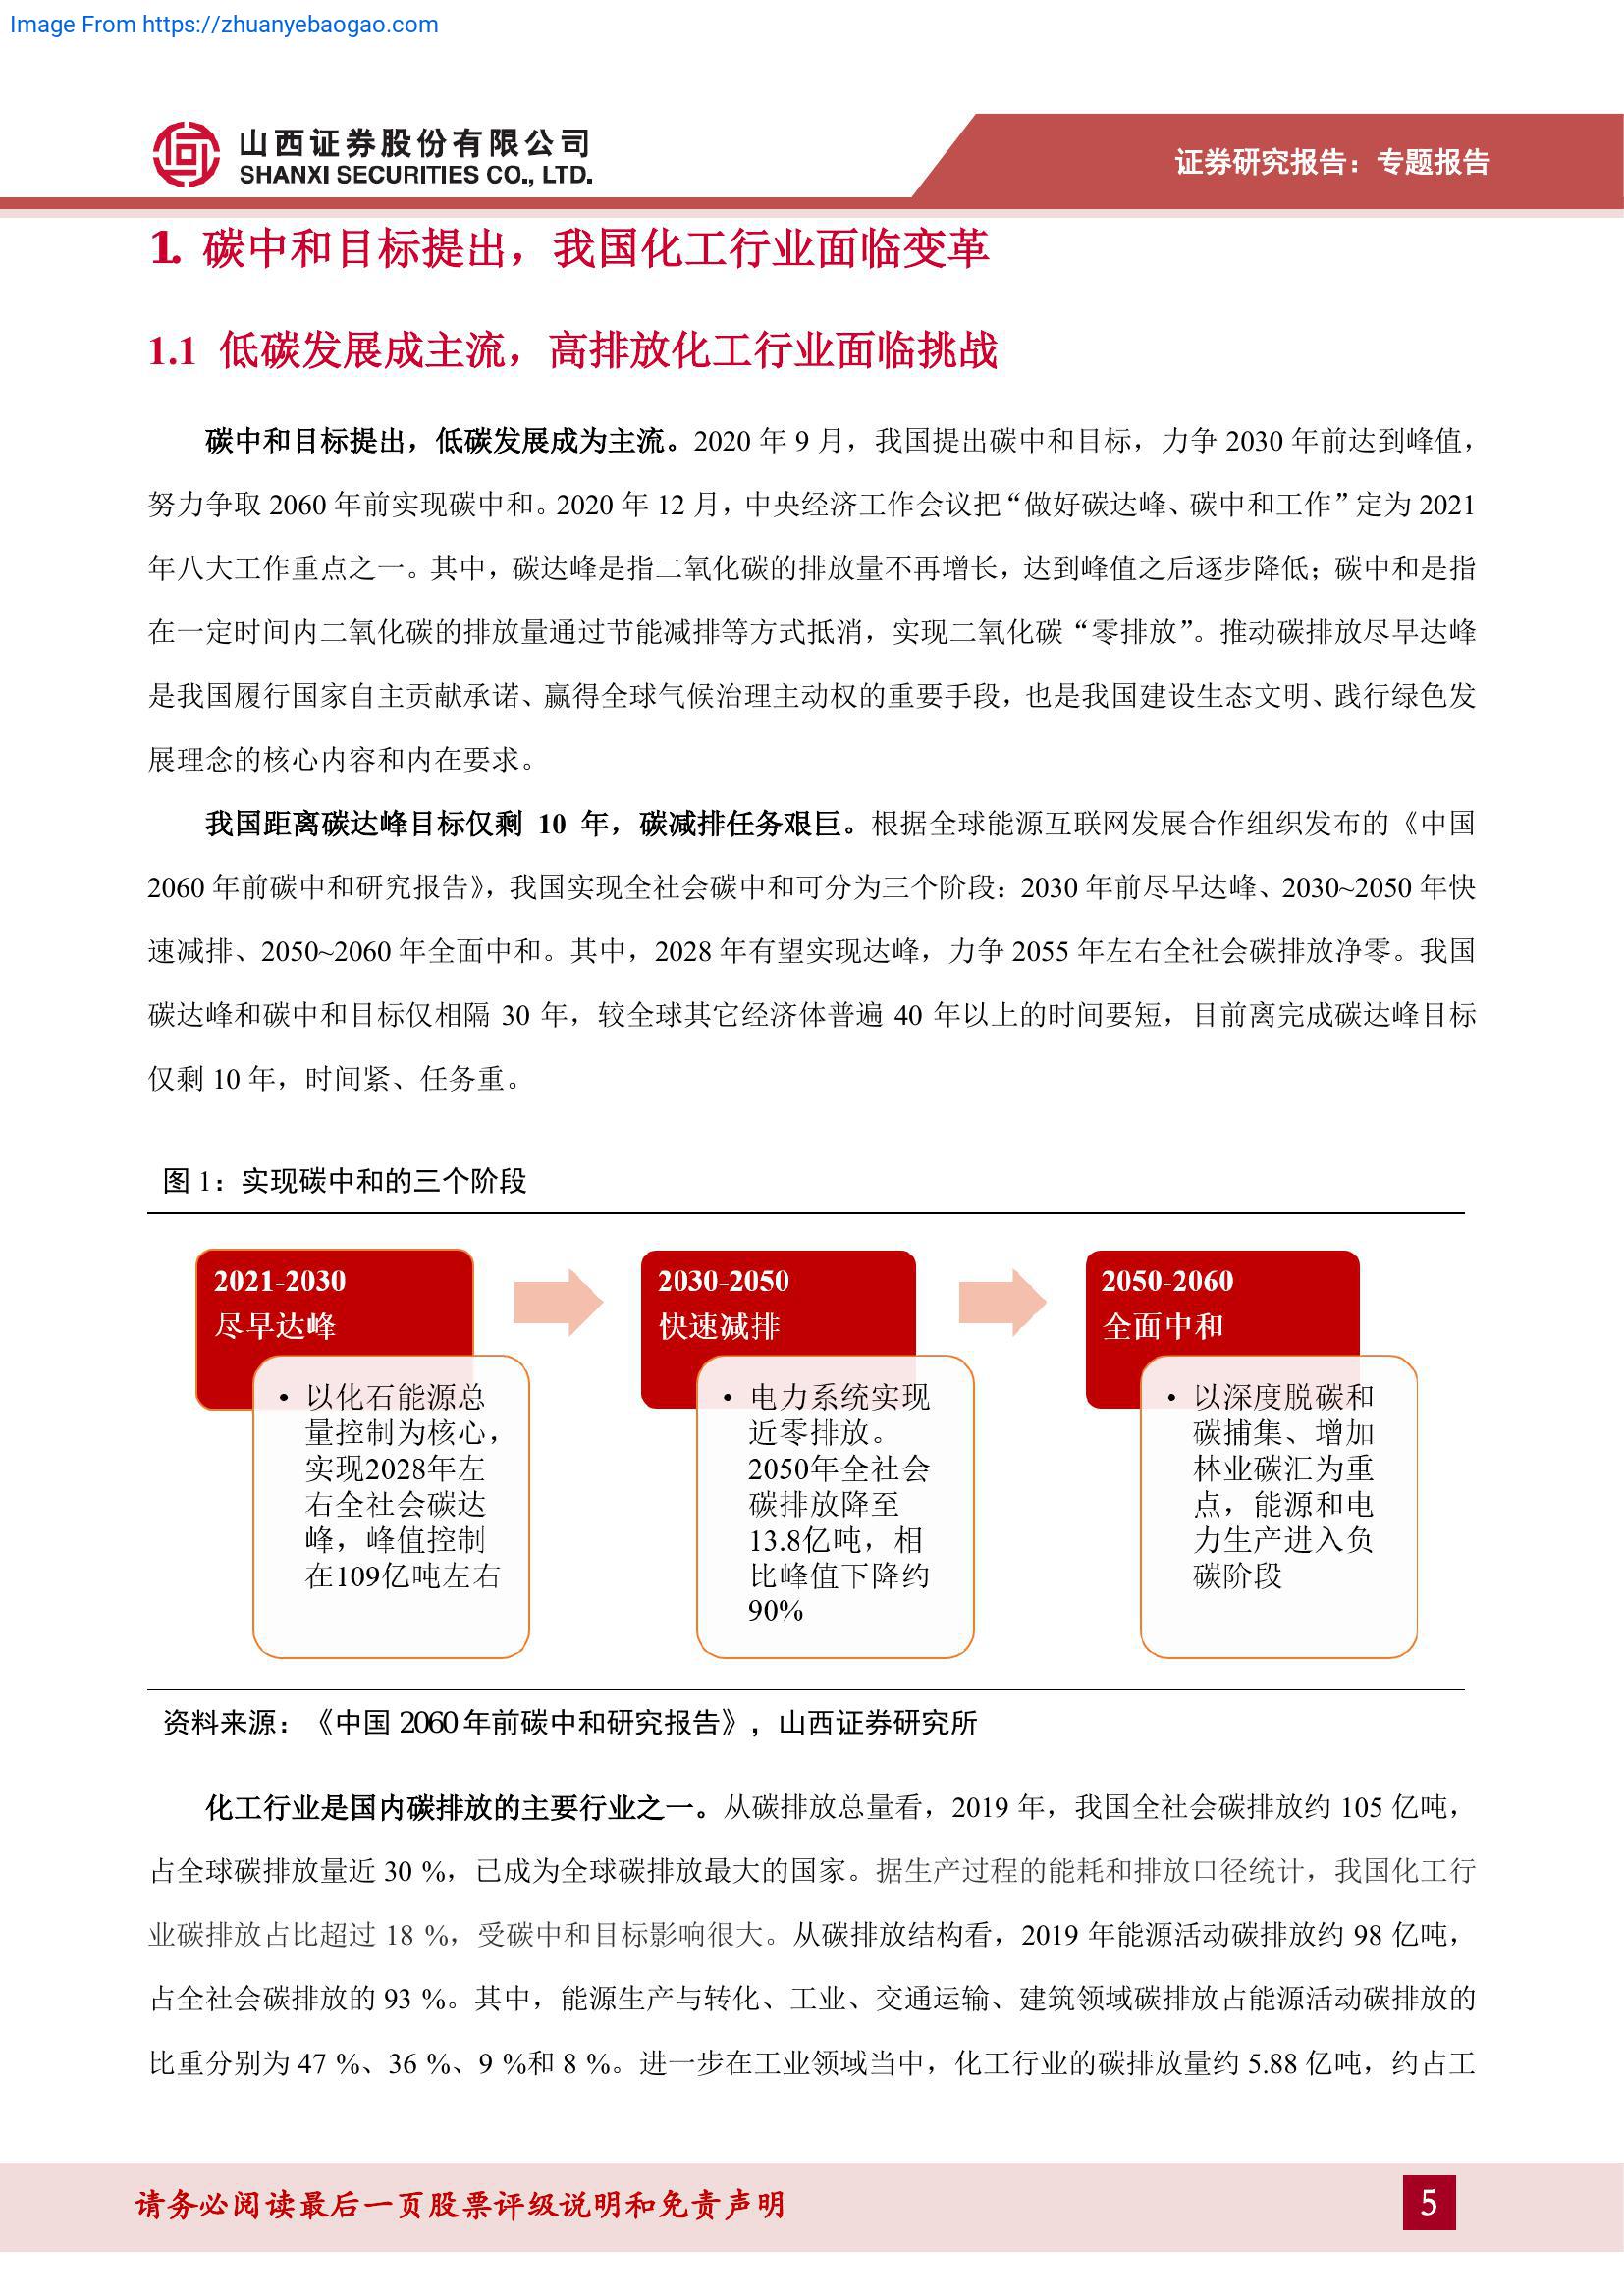 Image From https://zhuanyebaogao.com
山西证券股份有限公司
SHANXI SECURITIES CO., LTD.
证券研究报告：专题报告
1. 碳中和目标提出，我国化工行业面临变革
1.1 低碳发展成主流，高排放化工行业面临挑战
碳中和目标提出，低碳发展成为主流。2020 年 9 月，我国提出碳中和目标，力争 2030 年前达到峰值，
努力争取 2060 年前实现碳中和。2020 年 12 月，中央经济工作会议把“做好碳达峰、碳中和工作”定为 2021
年八大工作重点之一。其中，碳达峰是指二氧化碳的排放量不再增长，达到峰值之后逐步降低；碳中和是指
在一定时间内二氧化碳的排放量通过节能减排等方式抵消，实现二氧化碳“零排放”。推动碳排放尽早达峰
是我国履行国家自主贡献承诺、赢得全球气候治理主动权的重要手段，也是我国建设生态文明、践行绿色发
展理念的核心内容和内在要求。
我国距离碳达峰目标仅剩 10 年，碳减排任务艰巨。根据全球能源互联网发展合作组织发布的《中国
2060 年前碳中和研究报告》，我国实现全社会碳中和可分为三个阶段：2030 年前尽早达峰、2030~2050 年快
速减排、2050~2060 年全面中和。其中，2028 年有望实现达峰，力争 2055 年左右全社会碳排放净零。我国
碳达峰和碳中和目标仅相隔 30 年，较全球其它经济体普遍 40 年以上的时间要短，目前离完成碳达峰目标
仅剩 10 年，时间紧、任务重。
图 1：实现碳中和的三个阶段
2021-2030
尽早达峰
• 以化石能源总
量控制为核心，
实现2028年左
右全社会碳达
峰，峰值控制
在109亿吨左右
2030-2050
快速减排
• 电力系统实现
近零排放。
2050年全社会
碳排放降至
13.8亿吨，相
比峰值下降约
90%
2050-2060
全面中和
• 以深度脱碳和
碳捕集、增加
林业碳汇为重
点，能源和电
力生产进入负
碳阶段
资料来源：《中国 2060 年前碳中和研究报告》，山西证券研究所
化工行业是国内碳排放的主要行业之一。从碳排放总量看，2019 年，我国全社会碳排放约 105 亿吨，
占全球碳排放量近 30 %，已成为全球碳排放最大的国家。据生产过程的能耗和排放口径统计，我国化工行
业碳排放占比超过 18 %，受碳中和目标影响很大。从碳排放结构看，2019 年能源活动碳排放约 98 亿吨，
占全社会碳排放的 93 %。其中，能源生产与转化、工业、交通运输、建筑领域碳排放占能源活动碳排放的
比重分别为 47 %、36 %、9 %和 8 %。进一步在工业领域当中，化工行业的碳排放量约 5.88 亿吨，约占工
请务必阅读最后一页股票评级说明和免责声明
5